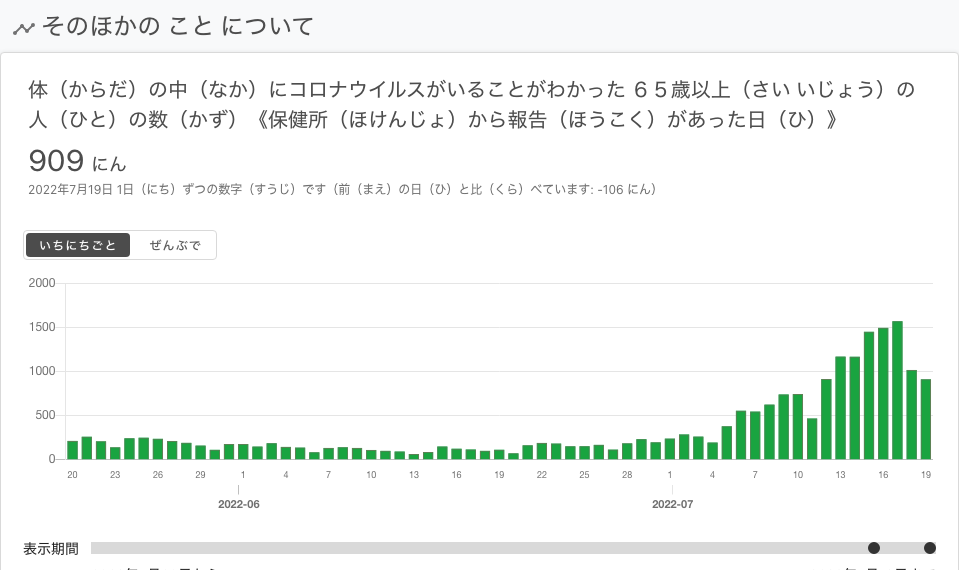 そのほかの こと について
体（からだ）の中（なか）にコロナウイルスがいることがわかった ６５歳以上（さい いじょう）の
人（ひと）の数（かず）《保健所（ほけんじょ）から報告（ほうこく）があった日（ひ）》
909 にん
2022年7月19日 1日（にち）ずつの数字（すうじ）です（前（まえ）の日（ひ）と比（くら）べています: -106 にん）
いちにちごと ぜんぶで
2000
1500
1000
500
0
20 23 26 29 1 4 7 10 13 16 19 22 25 28 1 4 7 10 13 16 19
2022-06 2022-07
表示期間